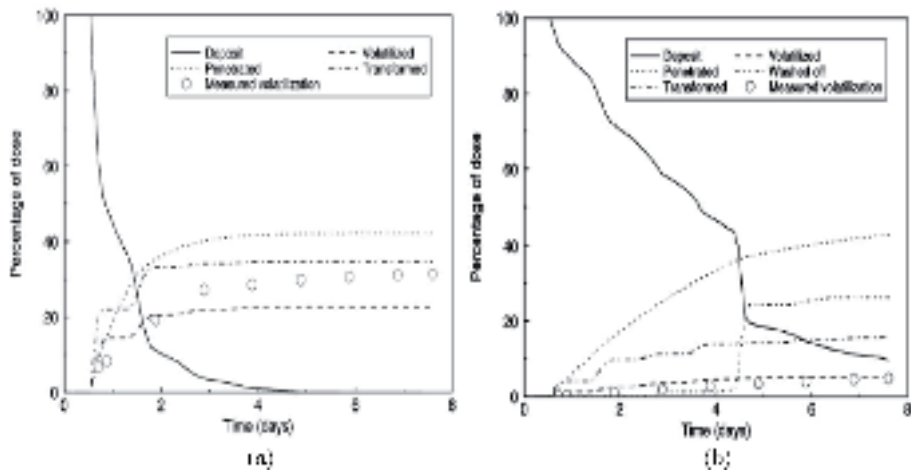 100
80
60
40
20
0
0 2 4 6 8
Percentage of dose
Time (days)
Deposit
Penetrated
Measured volatilization
Volatilized
Transformed
(a)
100
80
60
40
20
0
0 2 4 6 8
Percentage of dose
Time (days)
Deposit
Penetrated
Transformed
Volatilized
Washed off
Measured volatilization
(b)